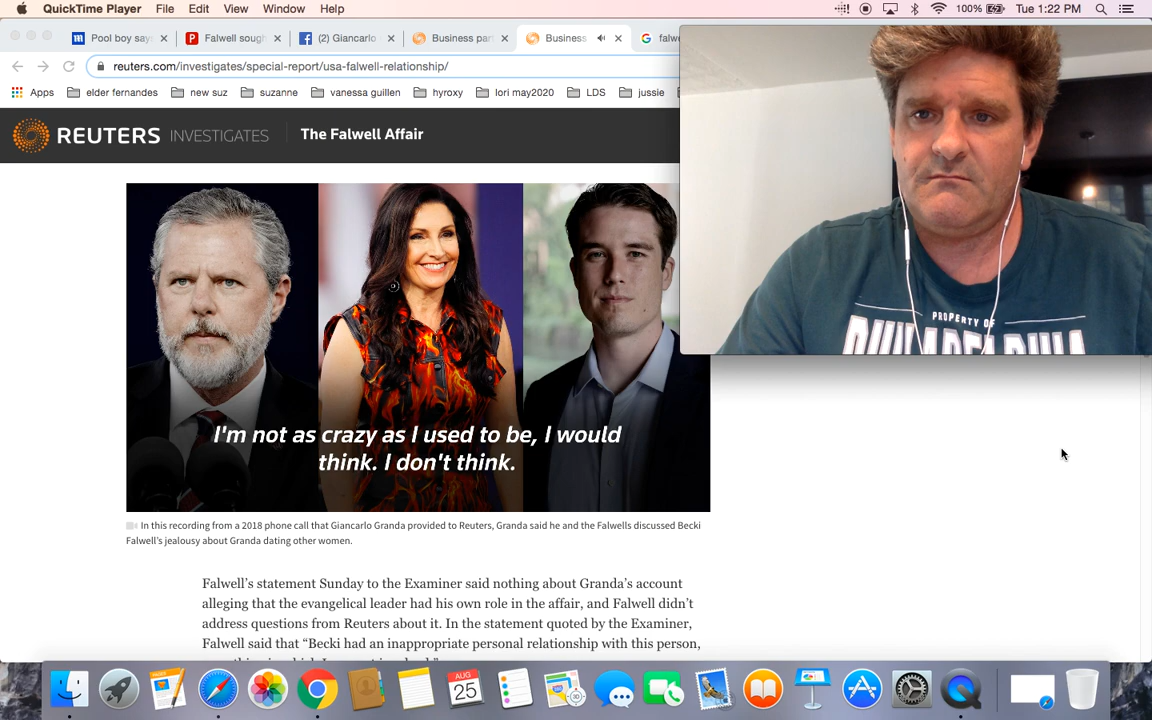 QuickTime Player File Edit View Window Help 100% Tue 1:22 PM
Pool boy say
Falwell sough
(2) Giancarlo
Business par
Business
falw
reuters.com/investigates/special-report/usa-falwell-relationship/
Apps elder fernandes new suz suzanne vanessa guillen hyroxy lori may2020 LDS jussie
REUTERS INVESTIGATES The Falwell Affair
PROPERTY OF
PHILADELPHIA
I'm not as crazy as I used to be, I would
think. I don't think.
In this recording from a 2018 phone call that Giancarlo Granda provided to Reuters, Granda said he and the Falwells discussed Becki
Falwell's jealousy about Granda dating other women.
Falwell's statement Sunday to the Examiner said nothing about Granda's account
alleging that the evangelical leader had his own role in the affair, and Falwell didn't
address questions from Reuters about it. In the statement quoted by the Examiner,
Falwell said that “Becki had an inappropriate personal relationship with this person,
AUG
25